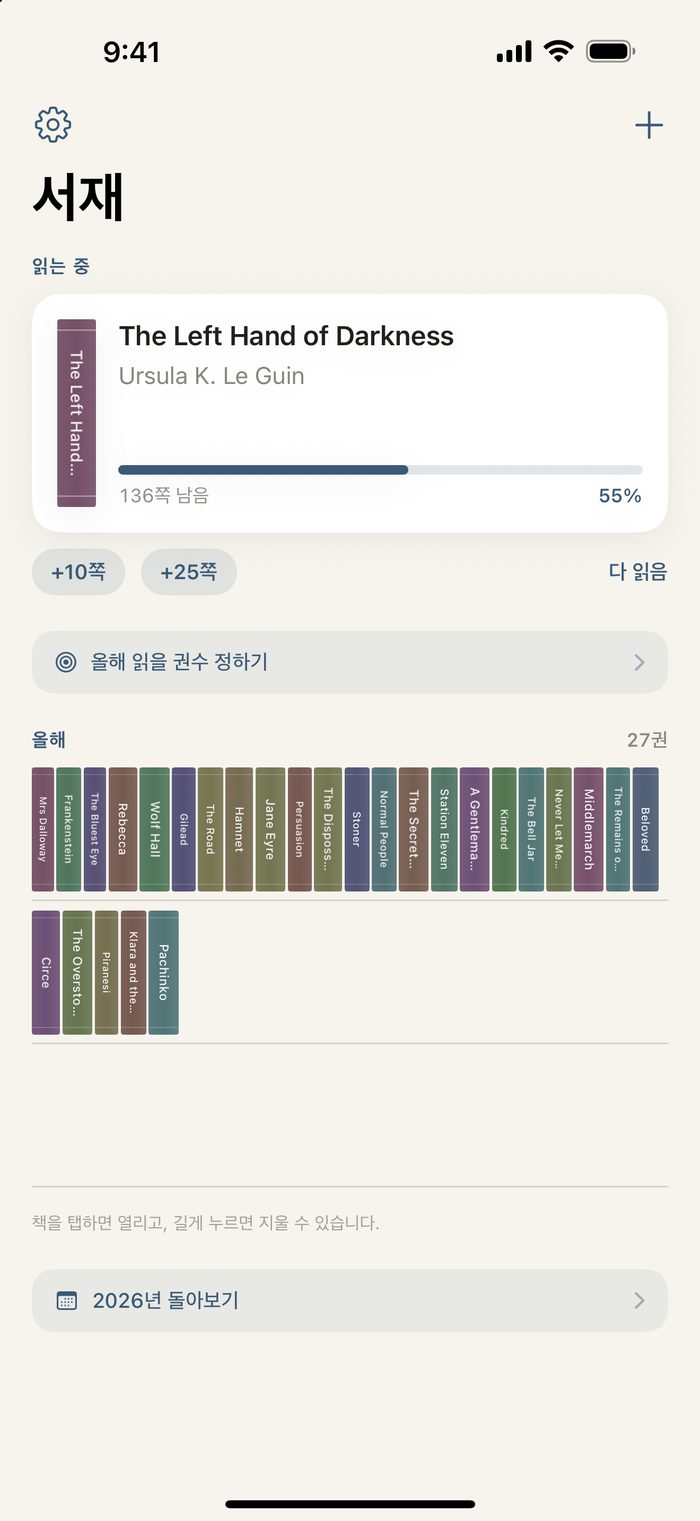 9:41
서재
읽는 중
The Left Hand...
The Left Hand of Darkness
Ursula K. Le Guin
136쪽 남음
55%
+10쪽
+25쪽
다 읽음
올해 읽을 권수 정하기
올해
27권
Mrs Dalloway
Frankenstein
The Bluest Eye
Rebecca
Wolf Hall
Gilead
The Road
Hamnet
Jane Eyre
Persuasion
The Disposs...
Stoner
Normal People
The Secret...
Station Eleven
A Gentlema...
Kindred
The Bell Jar
Never Let Me...
Middlemarch
The Remains o...
Beloved
Circe
The Oversto...
Piranesi
Klara and the...
Pachinko
책을 탭하면 열리고, 길게 누르면 지울 수 있습니다.
2026년 돌아보기